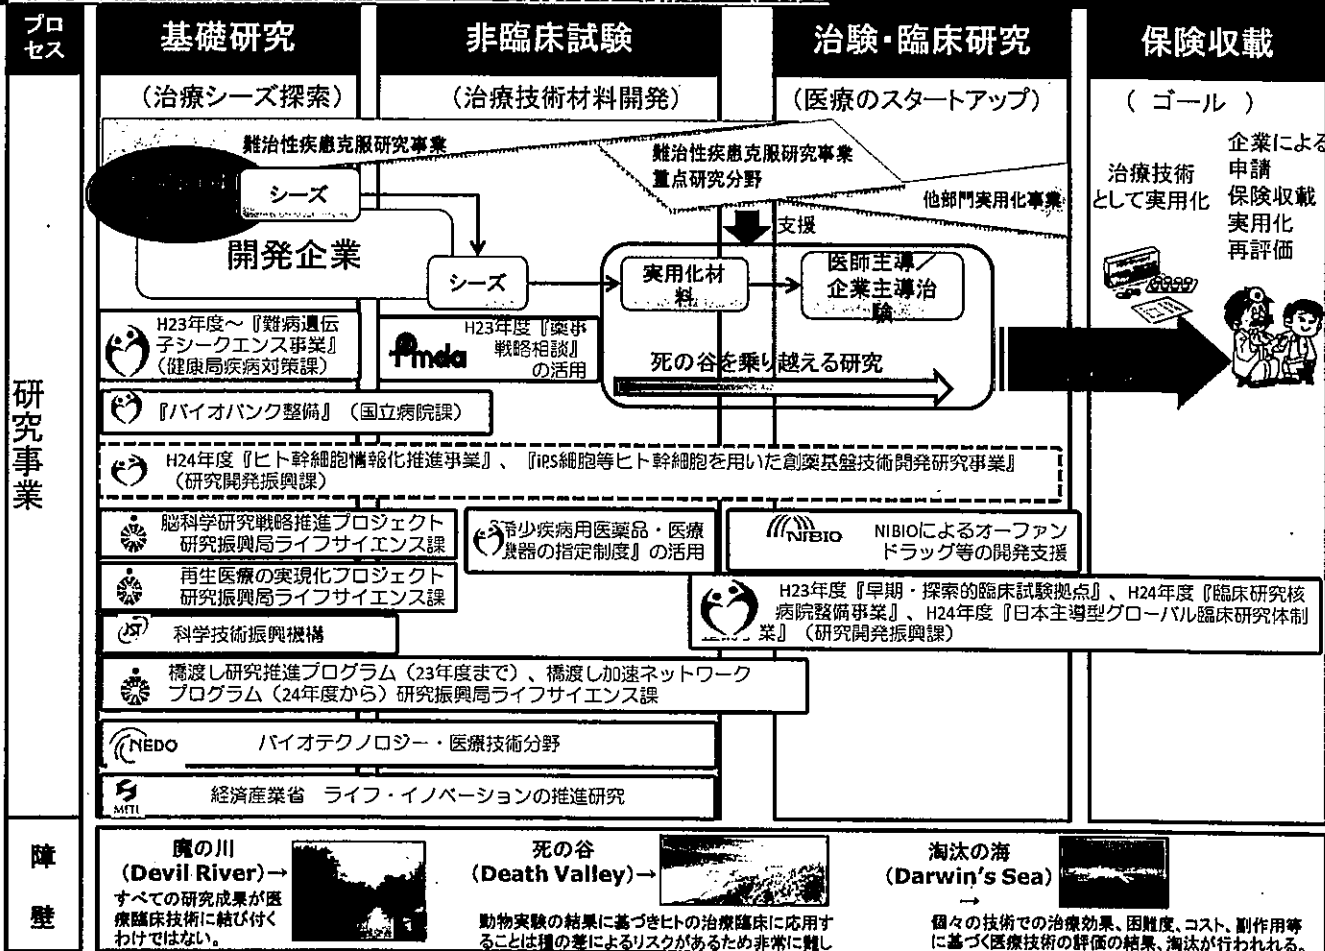 プロ
セス
基礎研究
非臨床試験
治験・臨床研究
保険収載
(治療シーズ探索)
(治療技術材料開発)
(医療のスタートアップ)
( ゴール )
難治性疾患克服研究事業
シーズ
開発企業
シーズ
難治性疾患克服研究事業
重点研究分野
他部門実用化事業
支援
実用化材
料
医師主導/
企業主導治
験
死の谷を乗り越える研究
治療技術
として実用化
企業による
申請
保険収載
実用化
再評価
研究事業
H23年度~『難病遺伝
子シークエンス事業』
(健康局疾病対策課)
pmda
H23年度『薬事
戦略相談』
の活用
『バイオバンク整備』(国立病院課)
H24年度『ヒト幹細胞情報化推進事業』、『iPS細胞等ヒト幹細胞を用いた創薬基盤技術開発研究事業』
(研究開発振興課)
脳科学研究戦略推進プロジェクト
研究振興局ライフサイエンス課
希少疾病用医薬品・医療
機器の指定制度』の活用
NIBIO
NIBIOによるオーファン
ドラッグ等の開発支援
再生医療の実現化プロジェクト
研究振興局ライフサイエンス課
H23年度『早期・探索的臨床試験拠点』、H24年度『臨床研究核
病院整備事業』、H24年度『日本主導型グローバル臨床研究体制
業』(研究開発振興課)
JST
科学技術振興機構
橋渡し研究推進プログラム(23年度まで)、橋渡し加速ネットワーク
プログラム(24年度から)研究振興局ライフサイエンス課
NEDO
バイオテクノロジー・医療技術分野
METI
経済産業省 ライフ・イノベーションの推進研究
障
壁
魔の川
(Devil River)→
すべての研究成果が医
療臨床技術に結び付く
わけではない。
死の谷
(Death Valley)→
動物実験の結果に基づきヒトの治療臨床に応用す
ることは種の差によるリスクがあるため非常に難し
淘汰の海
(Darwin's Sea)
→
個々の技術での治療効果、困難度、コスト、副作用等
に基づく医療技術の評価の結果、淘汰が行われれる。